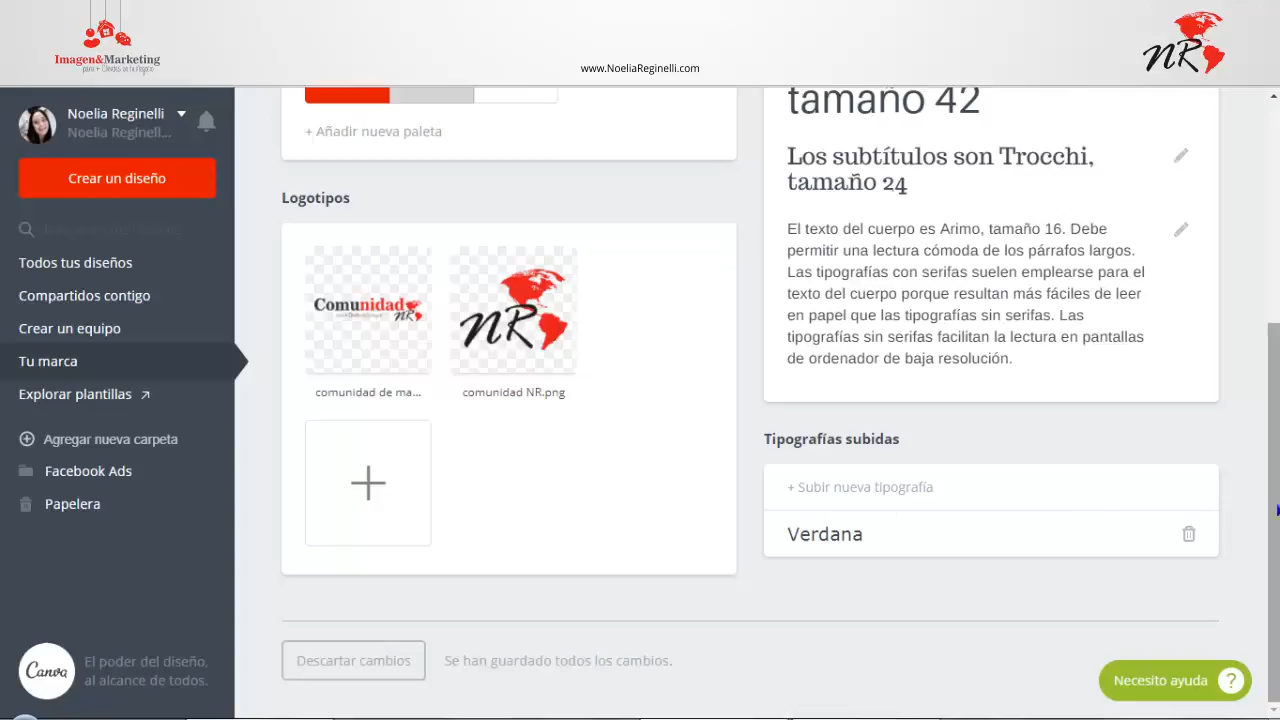 Imagen&Marketing
www.NoeliaReginelli.com
NR
Noelia Reginelli
Noelia Reginell...
Crear un diseño
Todos tus diseños
Compartidos contigo
Crear un equipo
Tu marca
Explorar plantillas
Agregar nueva carpeta
Facebook Ads
Papelera
Canva
El poder del diseño,
al alcance de todos.
+ Añadir nueva paleta
Logotipos
Comunidad
NR
NR
comunidad de ma...
comunidad NR.png
+
Descartar cambios
Se han guardado todos los cambios.
tamaño 42
Los subtítulos son Trocchi,
tamaño 24
El texto del cuerpo es Arimo, tamaño 16. Debe
permitir una lectura cómoda de los párrafos largos.
Las tipografías con serifas suelen emplearse para el
texto del cuerpo porque resultan más fáciles de leer
en papel que las tipografías sin serifas. Las
tipografías sin serifas facilitan la lectura en pantallas
de ordenador de baja resolución.
Tipografías subidas
+ Subir nueva tipografía
Verdana
Necesito ayuda ?